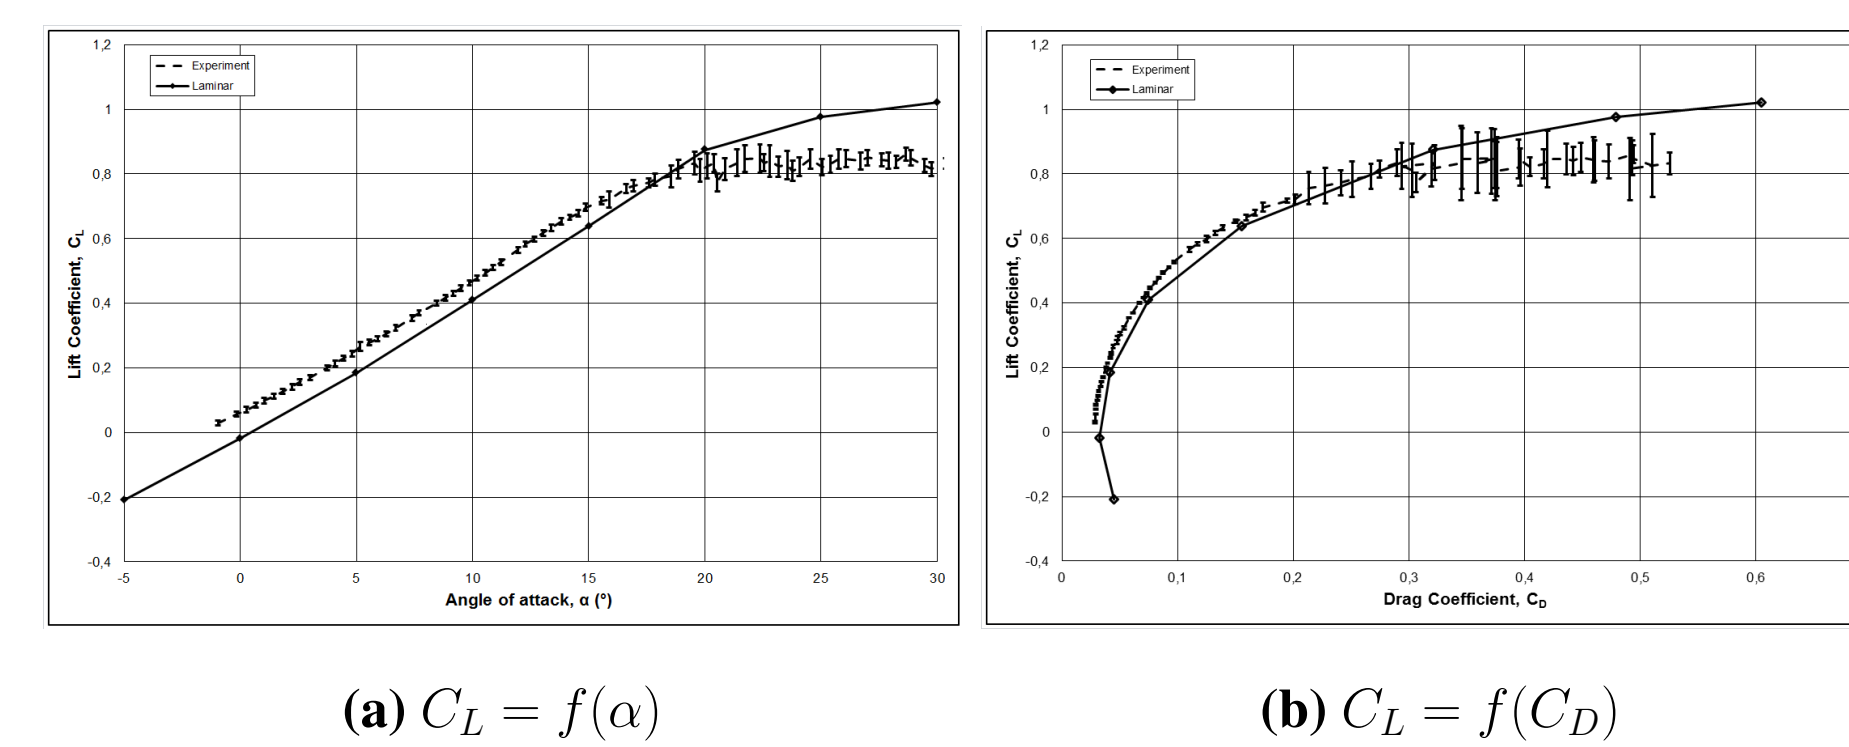 1,2
1
0,8
0,6
0,4
0,2
0
-0,2
-0,4
Lift Coefficient, C_L
Experiment
Laminar
-5 0 5 10 15 20 25 30
Angle of attack, α (°)
(a) C_L = f(α)
1,2
1
0,8
0,6
0,4
0,2
0
-0,2
-0,4
Lift Coefficient, C_L
Experiment
Laminar
0 0,1 0,2 0,3 0,4 0,5 0,6
Drag Coefficient, C_D
(b) C_L = f(C_D)